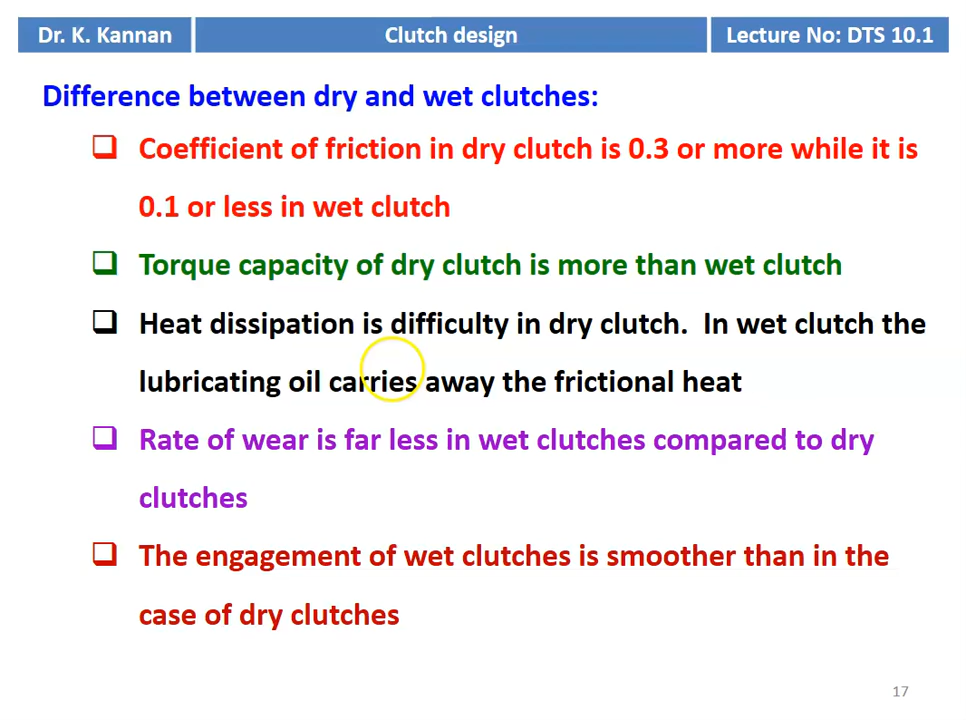 Dr. K. Kannan
Clutch design
Lecture No: DTS 10.1
Difference between dry and wet clutches:
Coefficient of friction in dry clutch is 0.3 or more while it is
0.1 or less in wet clutch
Torque capacity of dry clutch is more than wet clutch
Heat dissipation is difficulty in dry clutch. In wet clutch the
lubricating oil carries away the frictional heat
Rate of wear is far less in wet clutches compared to dry
clutches
The engagement of wet clutches is smoother than in the
case of dry clutches
17